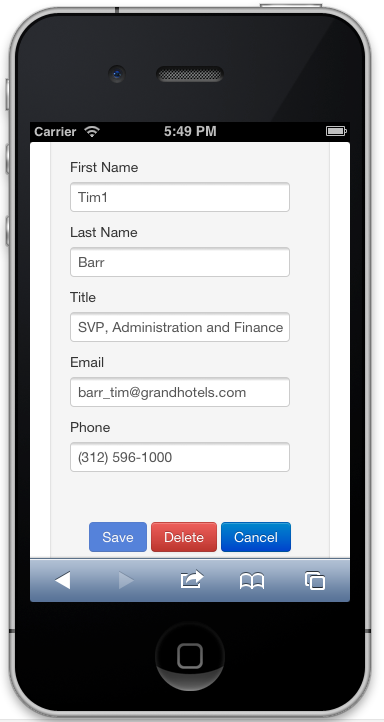 Carrier 5:49 PM
First Name
Tim1
Last Name
Barr
Title
SVP, Administration and Finance
Email
barr_tim@grandhotels.com
Phone
(312) 596-1000
Save Delete Cancel